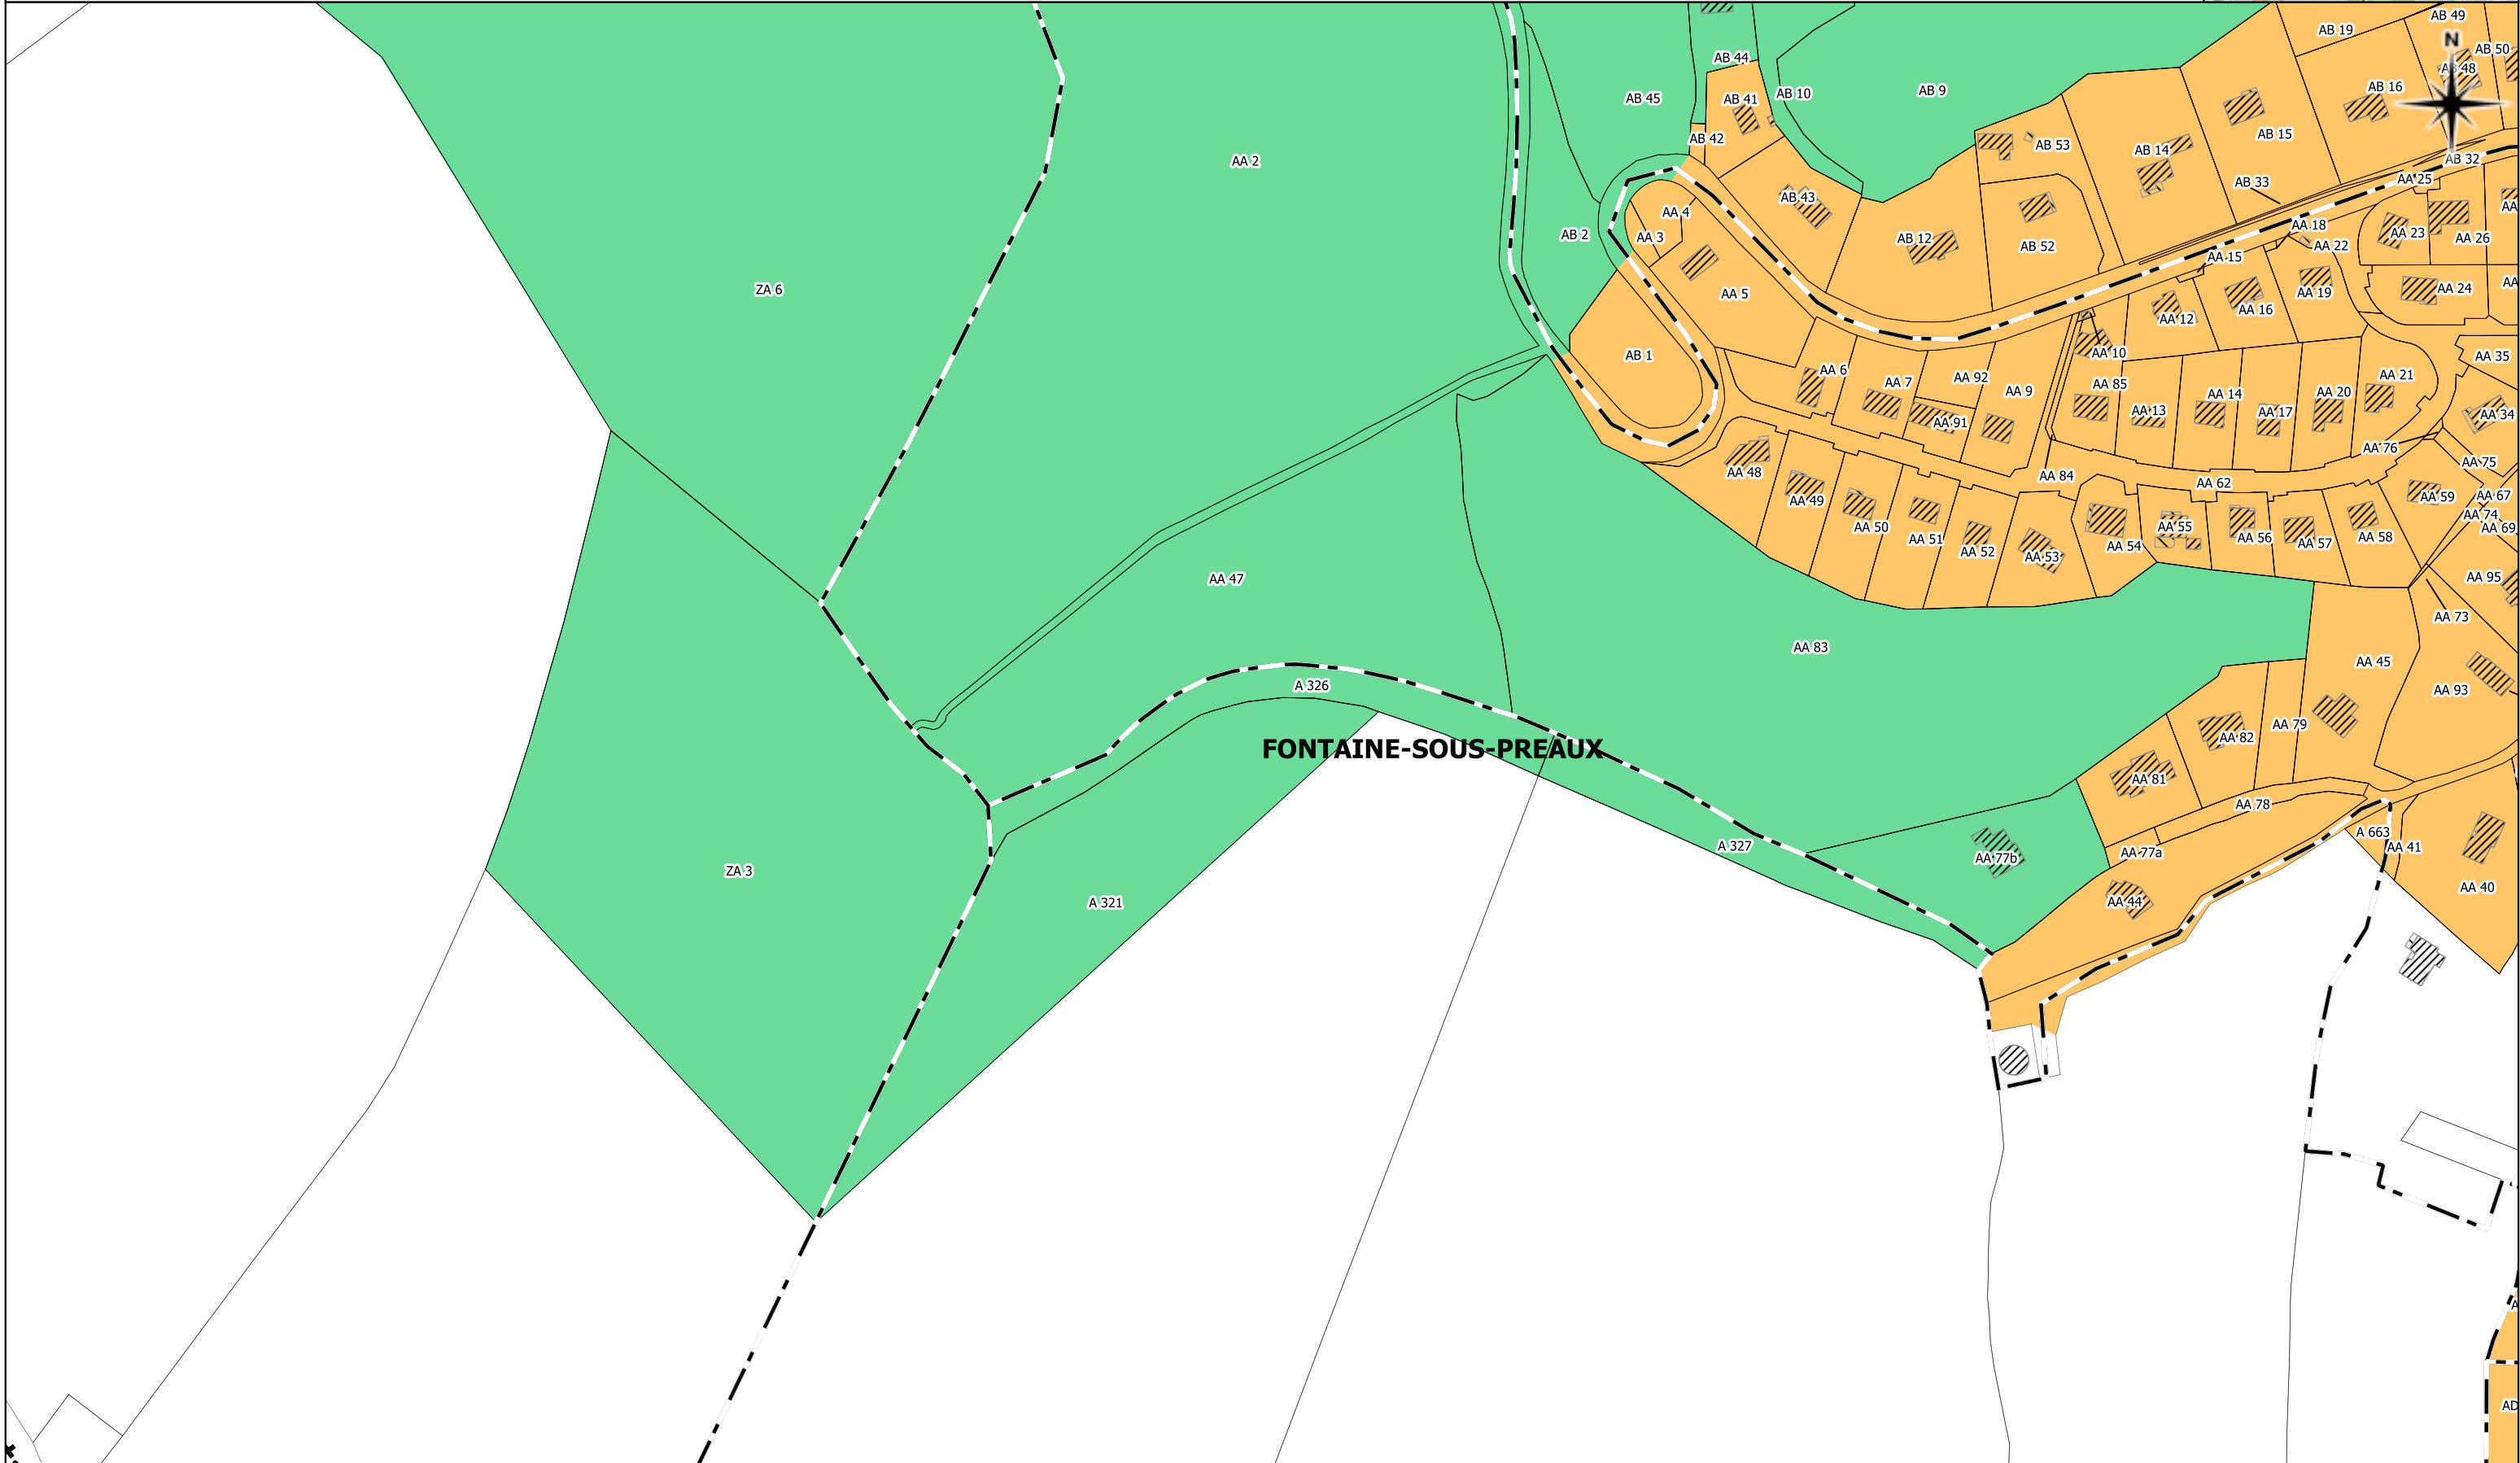 AB 49
AB 19
N
AB 50
AB 44
AB 48
AB 16
AB 9
AB 10
AB 45
AB 41
AB 15
AB 42
AB 53
AB 14
AA 2
AB 32
AA 25
AB 33
AB 43
AA 4
AA 18
AA 23
AA 26
AB 2
AA 3
AB 12
AB 52
AA 22
AA 15
ZA 6
AA 5
AA 19
AA 24
AA 16
AA 12
AB 1
AA 10
AA 35
AA 6
AA 7
AA 92
AA 9
AA 85
AA 14
AA 20
AA 21
AA 91
AA 13
AA 17
AA 34
AA 76
AA 48
AA 84
AA 62
AA 75
AA 49
AA 59
AA 67
AA 50
AA 51
AA 52
AA 53
AA 54
AA 55
AA 56
AA 57
AA 58
AA 74
AA 69
AA 47
AA 95
AA 73
AA 83
AA 45
AA 93
A 326
FONTAINE-SOUS-PREAUX
AA 79
AA 82
AA 81
AA 78
A 327
AA 77b
AA 77a
A 663
AA 41
ZA 3
A 321
AA 44
AA 40
AD